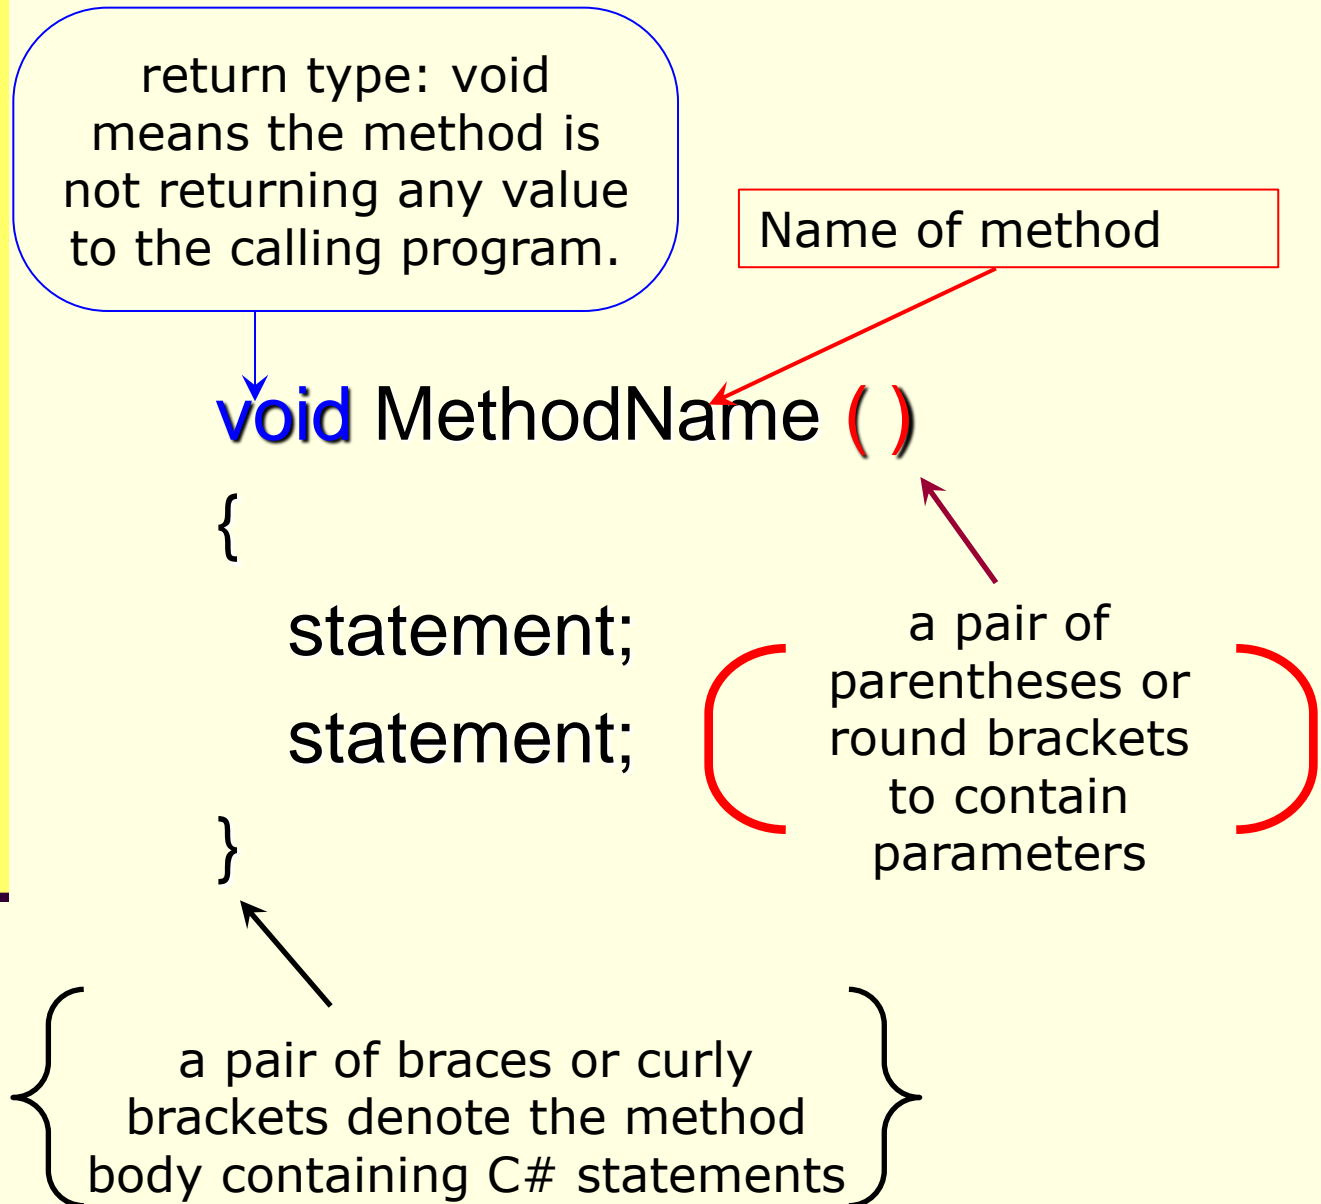 return type: void
means the method is
not returning any value
to the calling program.
Name of method
void MethodName ( )
{
statement;
statement;
}
a pair of
parentheses or
round brackets
to contain
parameters
a pair of braces or curly
brackets denote the method
body containing C# statements